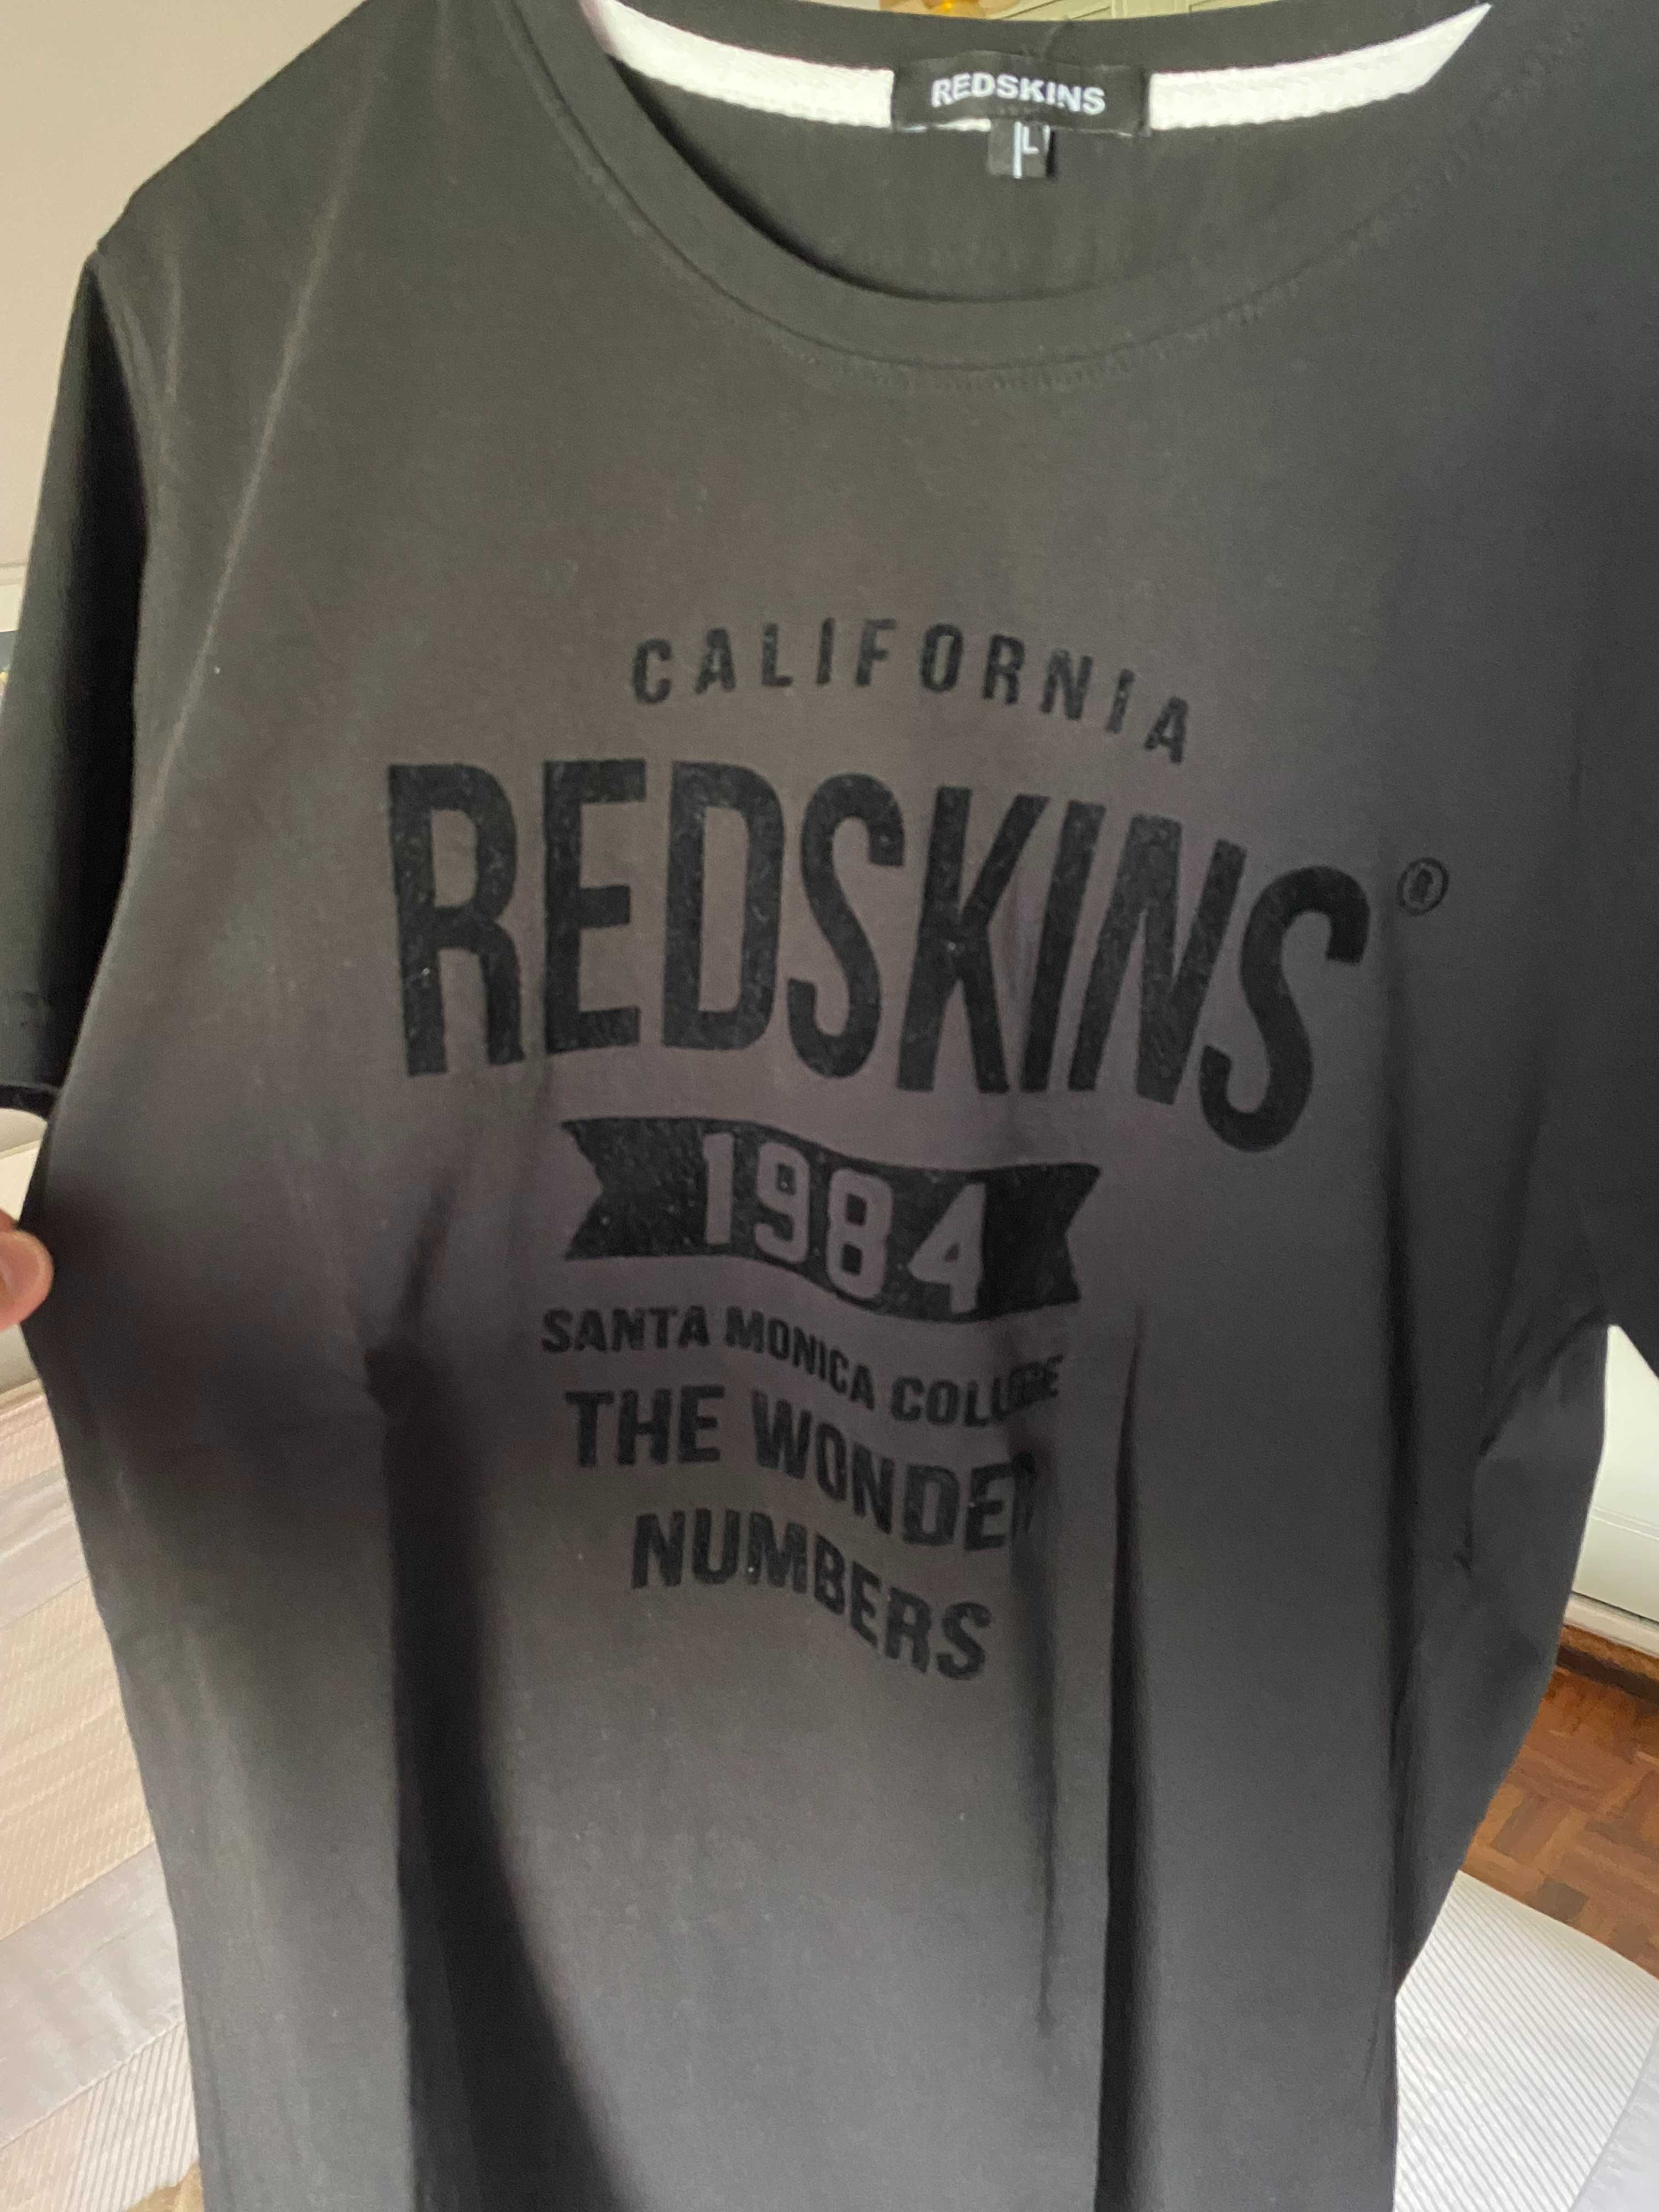 REDSKINS
L
CALIFORNIA
REDSKINS®
1984
SANTA MONICA COLLEGE
THE WONDER
NUMBERS